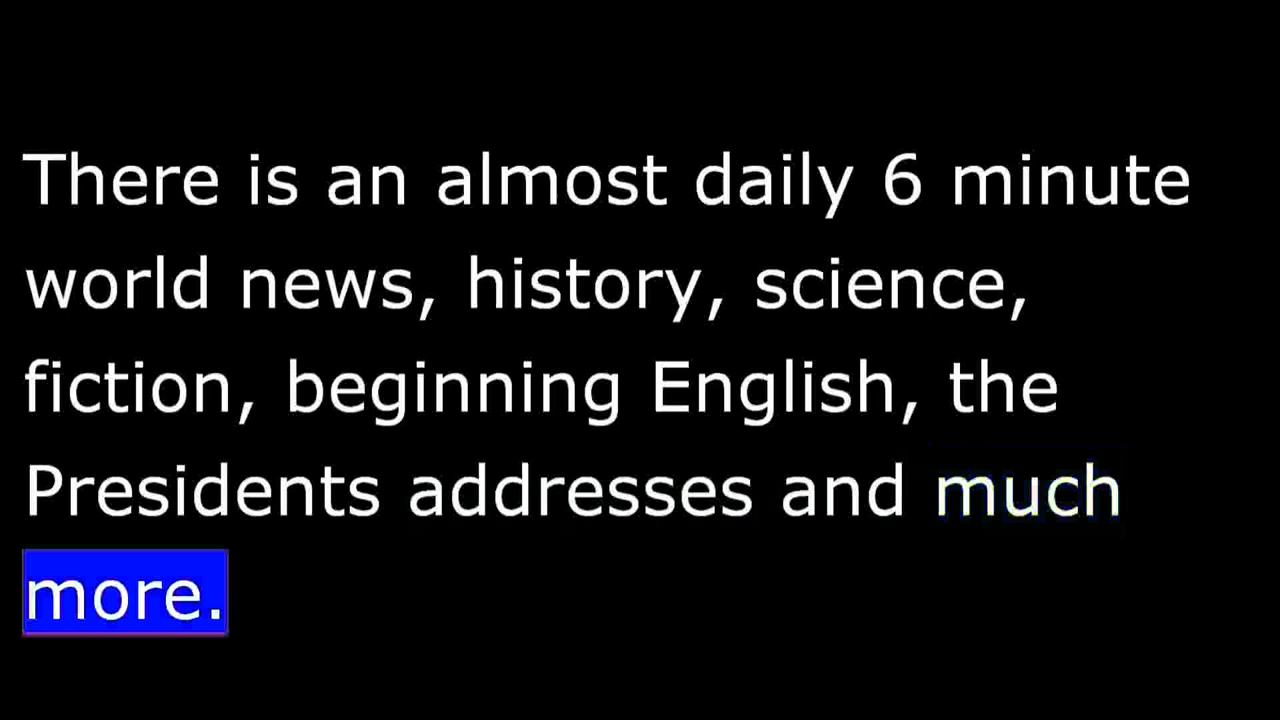 There is an almost daily 6 minute
world news, history, science,
fiction, beginning English, the
Presidents addresses and much
more.